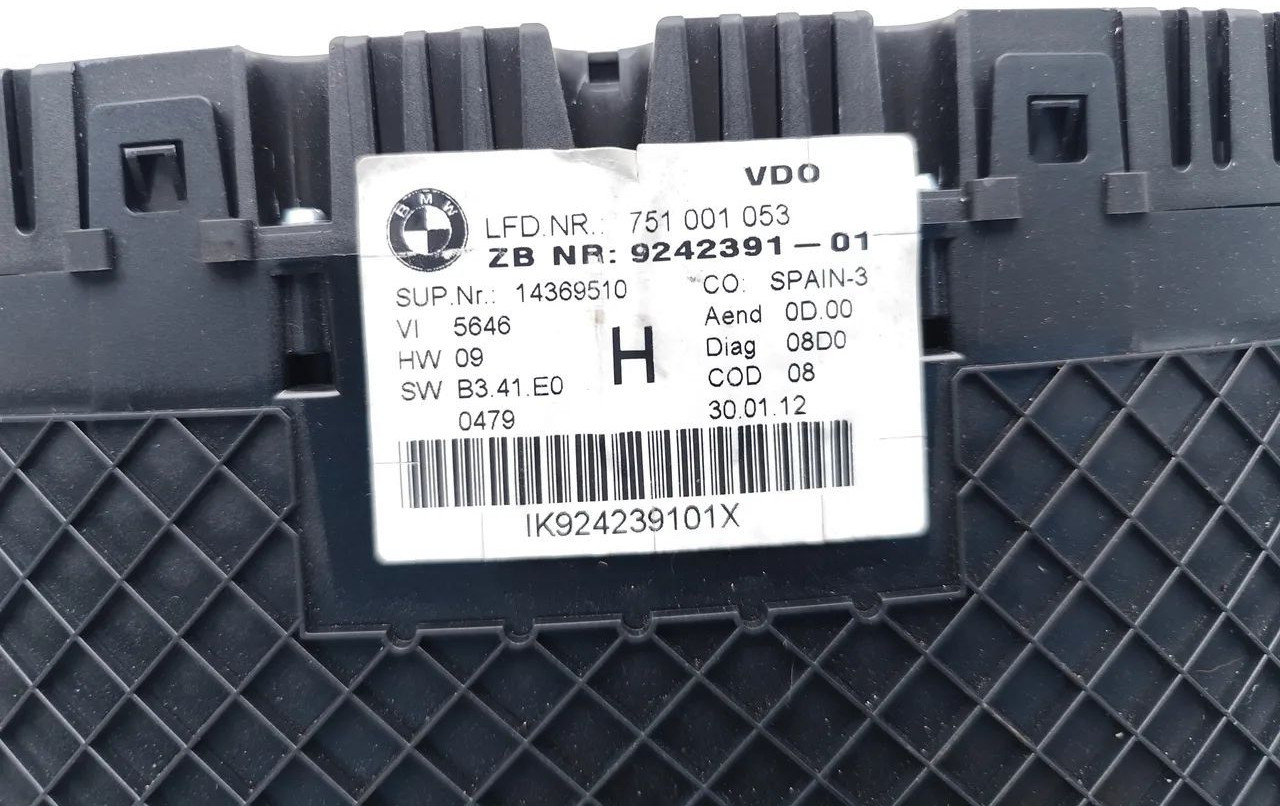 VDO
BMW
LFD.NR.: 751 001 053
ZB NR: 9242391-01
SUP.Nr.: 14369510 CO: SPAIN-3
VI 5646 Aend 0D.00
HW 09 H Diag 08D0
SW B3.41.E0 COD 08
0479 30.01.12
IK924239101X